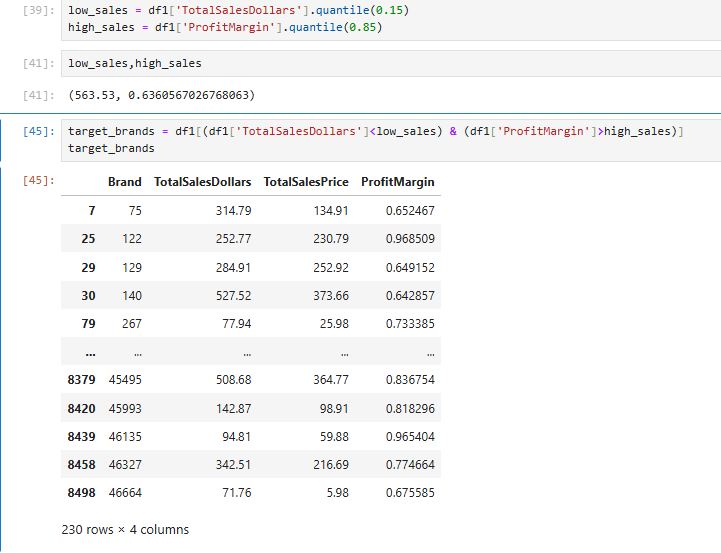 [39]: low_sales = df1['TotalSalesDollars'].quantile(0.15)
high_sales = df1['ProfitMargin'].quantile(0.85)
[41]: low_sales,high_sales
[41]: (563.53, 0.6360567026768063)
[45]: target_brands = df1[(df1['TotalSalesDollars']<low_sales) & (df1['ProfitMargin']>high_sales)]
target_brands
[45]:
Brand TotalSalesDollars TotalSalesPrice ProfitMargin
7 75 314.79 134.91 0.652467
25 122 252.77 230.79 0.968509
29 129 284.91 252.92 0.649152
30 140 527.52 373.66 0.642857
79 267 77.94 25.98 0.733385
... ... ... ... ...
8379 45495 508.68 364.77 0.836754
8420 45993 142.87 98.91 0.818296
8439 46135 94.81 59.88 0.965404
8458 46327 342.51 216.69 0.774664
8498 46664 71.76 5.98 0.675585
230 rows × 4 columns